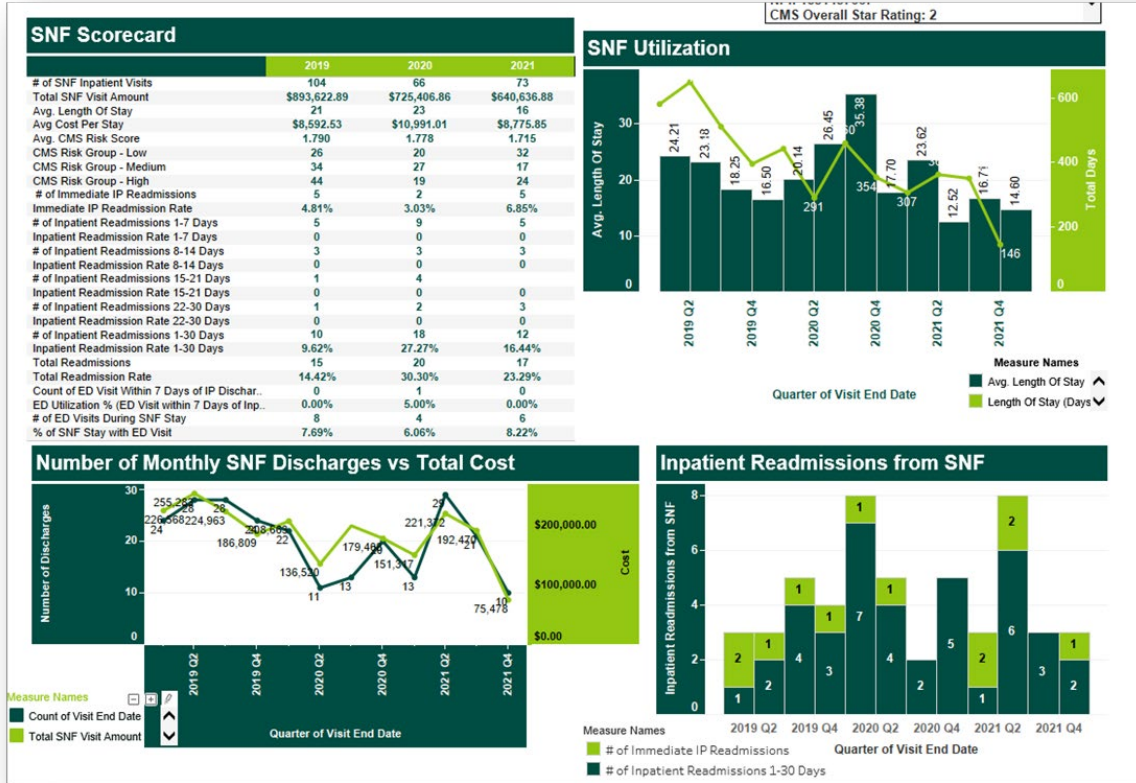 CMS Overall Star Rating: 2
SNF Scorecard
2019 2020 2021
# of SNF Inpatient Visits 104 66 73
Total SNF Visit Amount $893,622.89 $725,406.86 $640,636.88
Avg. Length Of Stay 21 23 16
Avg Cost Per Stay $8,592.53 $10,991.01 $8,775.85
Avg. CMS Risk Score 1.790 1.778 1.715
CMS Risk Group - Low 26 20 32
CMS Risk Group - Medium 34 27 17
CMS Risk Group - High 44 19 24
# of Immediate IP Readmissions 5 2 5
Immediate IP Readmission Rate 4.81% 3.03% 6.85%
# of Inpatient Readmissions 1-7 Days 5 9 5
Inpatient Readmission Rate 1-7 Days 0 0 0
# of Inpatient Readmissions 8-14 Days 3 3 3
Inpatient Readmission Rate 8-14 Days 0 0 0
# of Inpatient Readmissions 15-21 Days 1 4
Inpatient Readmission Rate 15-21 Days 0 0 0
# of Inpatient Readmissions 22-30 Days 1 2 3
Inpatient Readmission Rate 22-30 Days 0 0 0
# of Inpatient Readmissions 1-30 Days 10 18 12
Inpatient Readmission Rate 1-30 Days 9.62% 27.27% 16.44%
Total Readmissions 15 20 17
Total Readmission Rate 14.42% 30.30% 23.29%
Count of ED Visit Within 7 Days of IP Dischar.. 0 1 0
ED Utilization % (ED Visit within 7 Days of Inp.. 0.00% 5.00% 0.00%
# of ED Visits During SNF Stay 8 4 6
% of SNF Stay with ED Visit 7.69% 6.06% 8.22%
SNF Utilization
Avg. Length Of Stay
30
20
10
0
24.21 23.18 18.25 16.50 20.14 26.45 35.38 17.70 23.62 12.52 14.60
291 354 307 146
600
400
200
0
Total Days
2019 Q2 2019 Q4 2020 Q2 2020 Q4 2021 Q2 2021 Q4
Quarter of Visit End Date
Measure Names
Avg. Length Of Stay
Length Of Stay (Days
Number of Monthly SNF Discharges vs Total Cost
Number of Discharges
30
20
10
0
24 28 28 22 11 13 13 29 21 10
224,963 186,809 136,520 151,317 221,372 192,470 75,478
$200,000.00
$100,000.00
$0.00
Cost
2019 Q2 2019 Q4 2020 Q2 2020 Q4 2021 Q2 2021 Q4
Quarter of Visit End Date
Measure Names
Count of Visit End Date
Total SNF Visit Amount
Inpatient Readmissions from SNF
Inpatient Readmissions from SNF
8
6
4
2
0
2 1 1 1 1 1 2 2 1
1 2 4 3 7 4 2 5 1 6 3 2
2019 Q2 2019 Q4 2020 Q2 2020 Q4 2021 Q2 2021 Q4
Quarter of Visit End Date
Measure Names
# of Immediate IP Readmissions
# of Inpatient Readmissions 1-30 Days